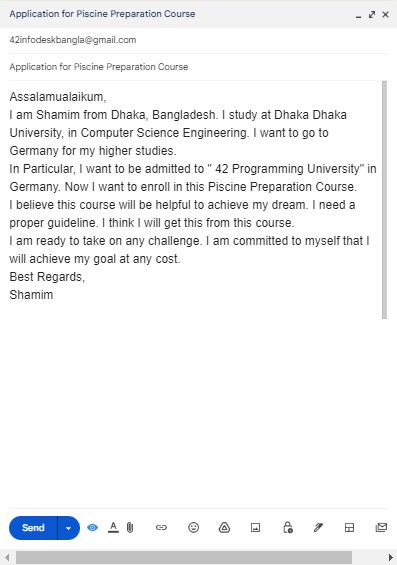 Application for Piscine Preparation Course
42infodeskbangla@gmail.com
Application for Piscine Preparation Course
Assalamualaikum,
I am Shamim from Dhaka, Bangladesh. I study at Dhaka Dhaka
University, in Computer Science Engineering. I want to go to
Germany for my higher studies.
In Particular, I want to be admitted to " 42 Programming University" in
Germany. Now I want to enroll in this Piscine Preparation Course.
I believe this course will be helpful to achieve my dream. I need a
proper guideline. I think I will get this from this course.
I am ready to take on any challenge. I am committed to myself that I
will achieve my goal at any cost.
Best Regards,
Shamim
Send